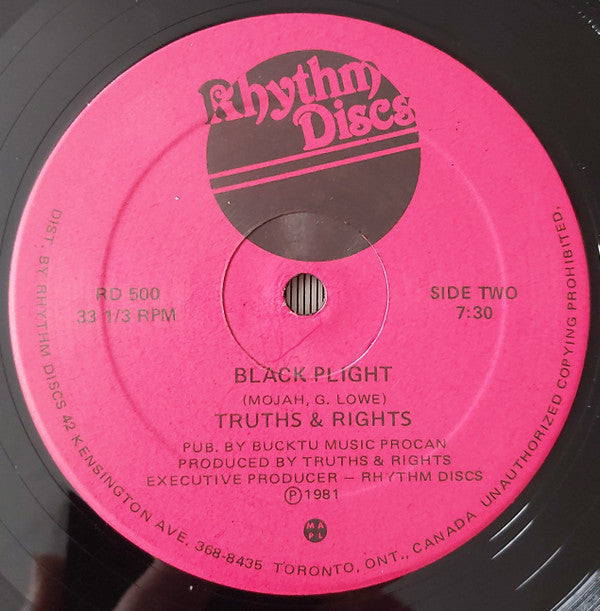 Rhythm
Discs
RD 500
33 1/3 RPM
SIDE TWO
7:30
BLACK PLIGHT
(MOJAH, G. LOWE)
TRUTHS & RIGHTS
PUB. BY BUCKTU MUSIC PROCAN
PRODUCED BY TRUTHS & RIGHTS
EXECUTIVE PRODUCER – RHYTHM DISCS
Ⓟ 1981
MAPL
DIST. BY RHYTHM DISCS 42 KENSINGTON AVE. 368-8435 TORONTO, ONT., CANADA UNAUTHORIZED COPYING PROHIBITED.